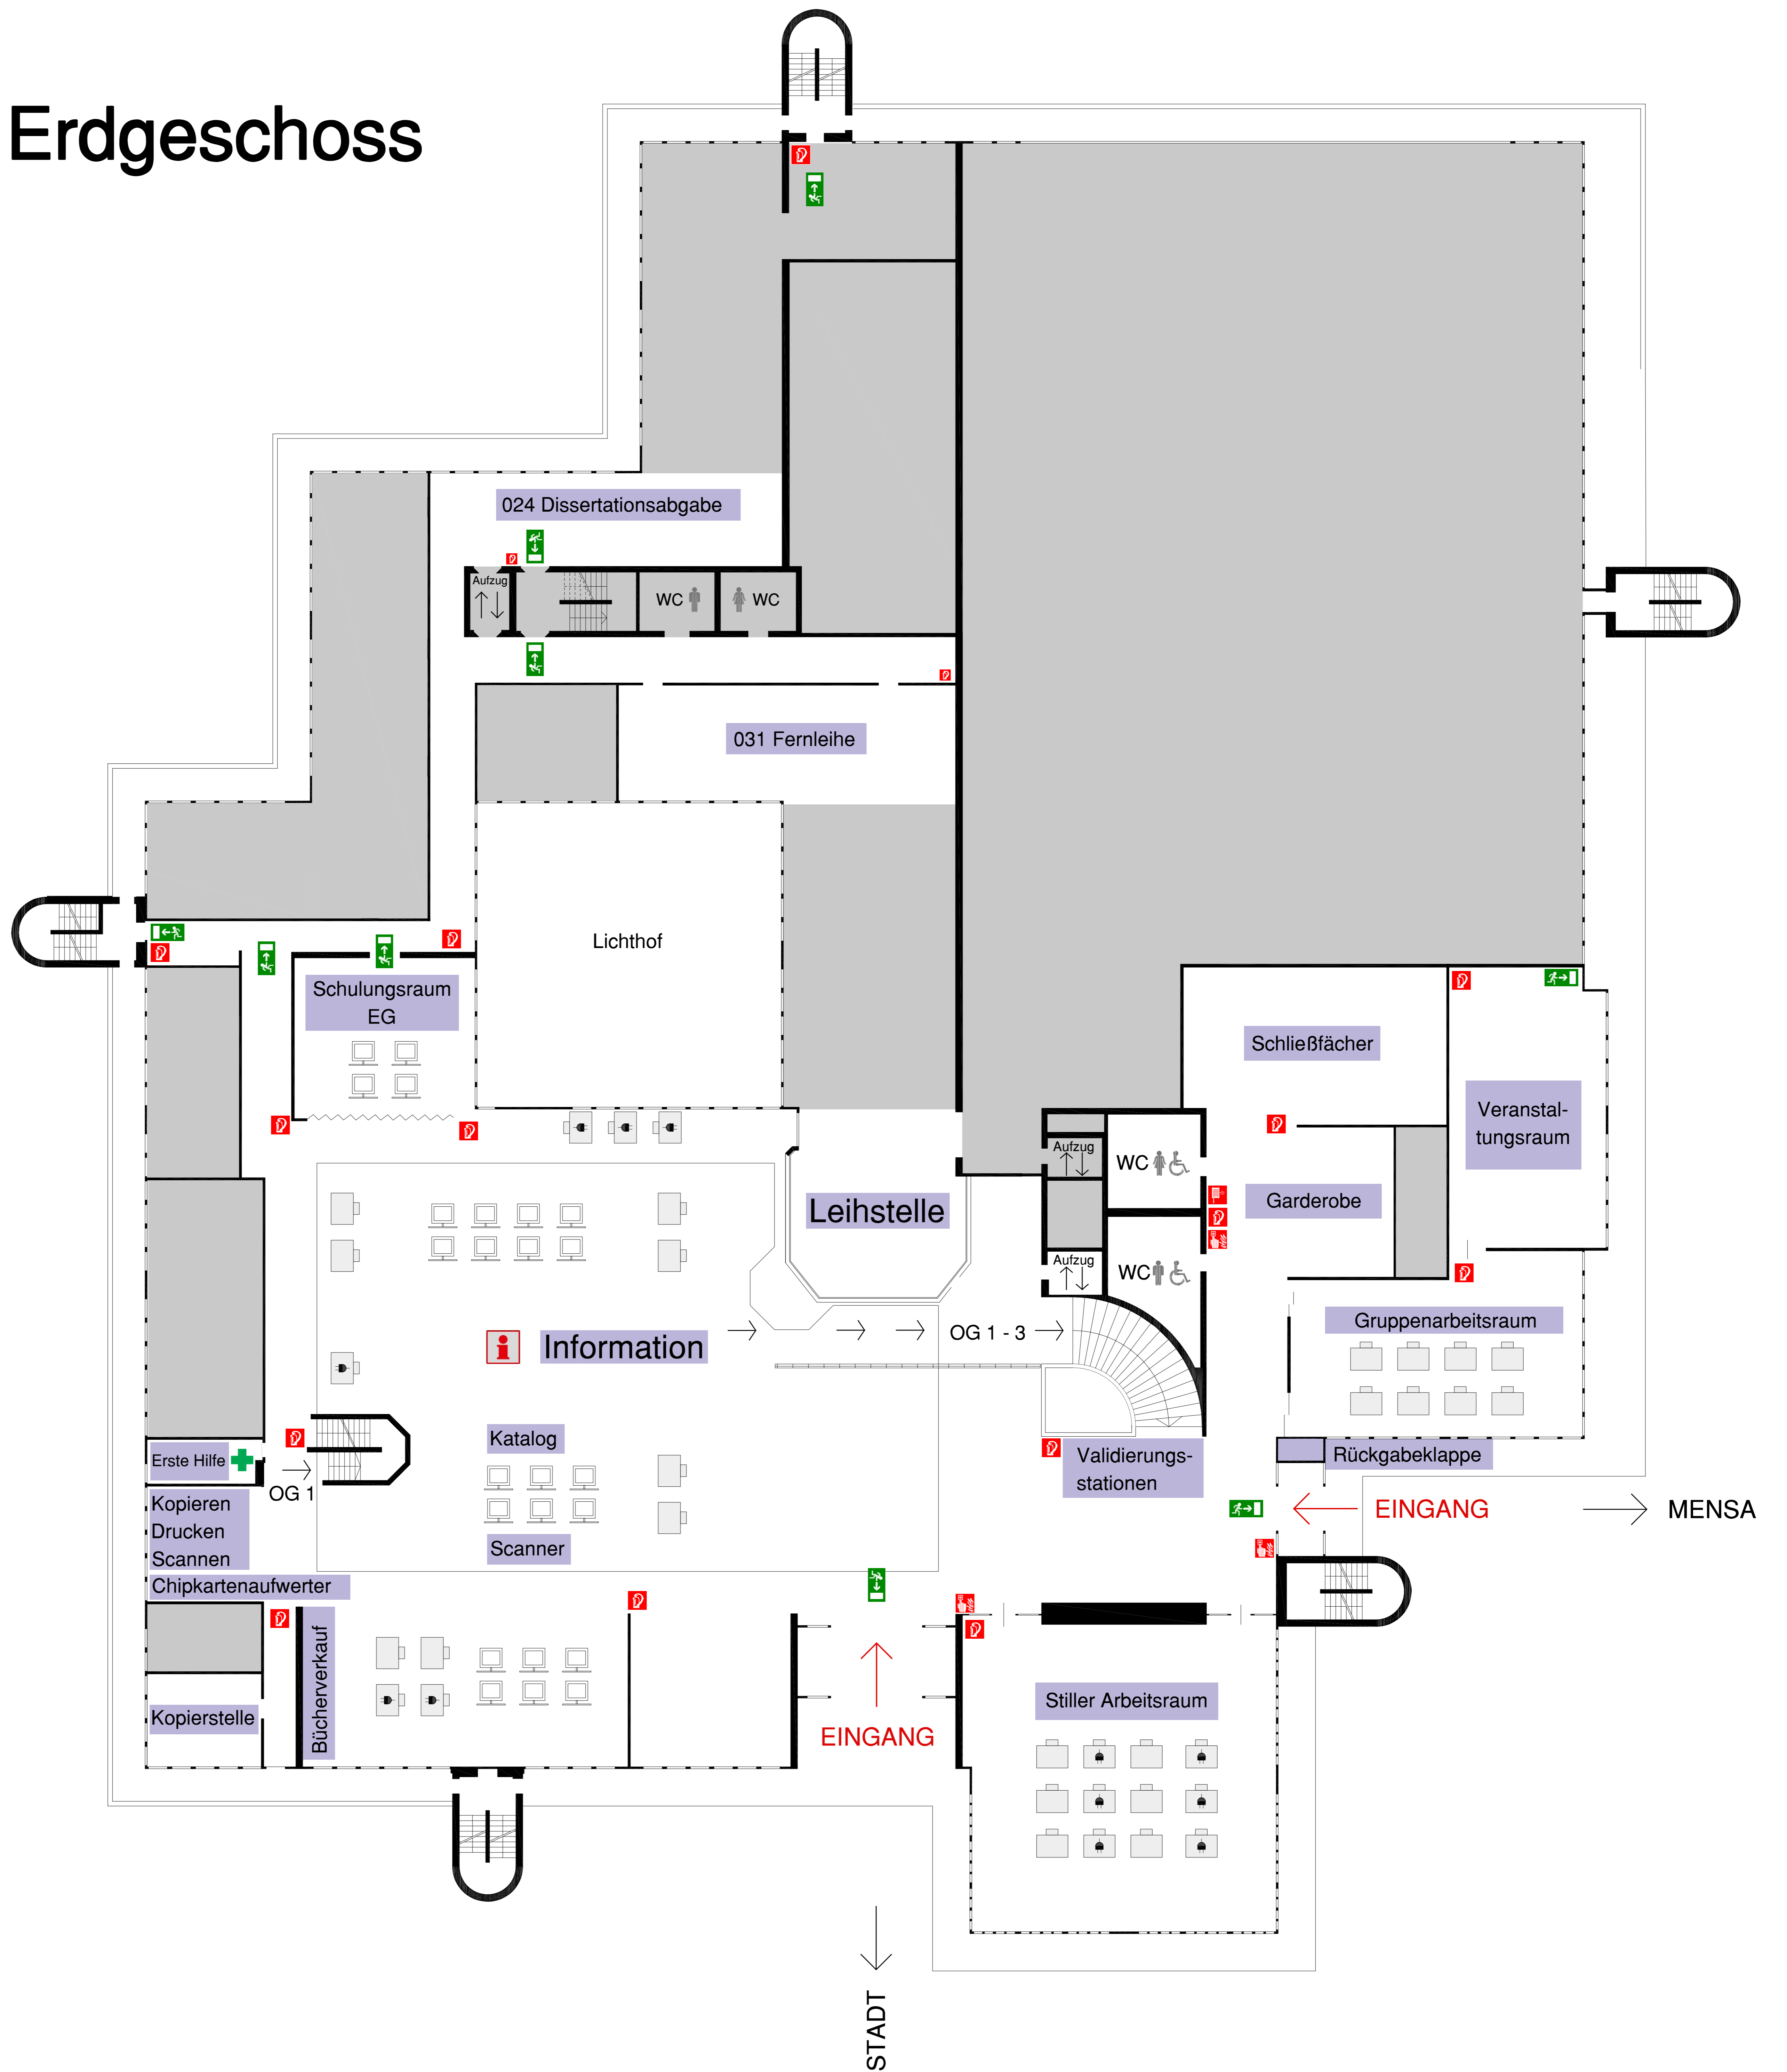 Erdgeschoss
024 Dissertationsabgabe
Aufzug
WC
WC
031 Fernleihe
Lichthof
Schulungsraum
EG
Schließfächer
Veranstal-
tungsraum
Aufzug
WC
Leihstelle
Garderobe
Aufzug
WC
Gruppenarbeitsraum
Information
OG 1 - 3
Katalog
Erste Hilfe
OG 1
Validierungs-
stationen
Rückgabeklappe
Kopieren
Drucken
Scannen
EINGANG
MENSA
Scanner
Chipkartenaufwerter
Bücherverkauf
Kopierstelle
EINGANG
Stiller Arbeitsraum
STADT